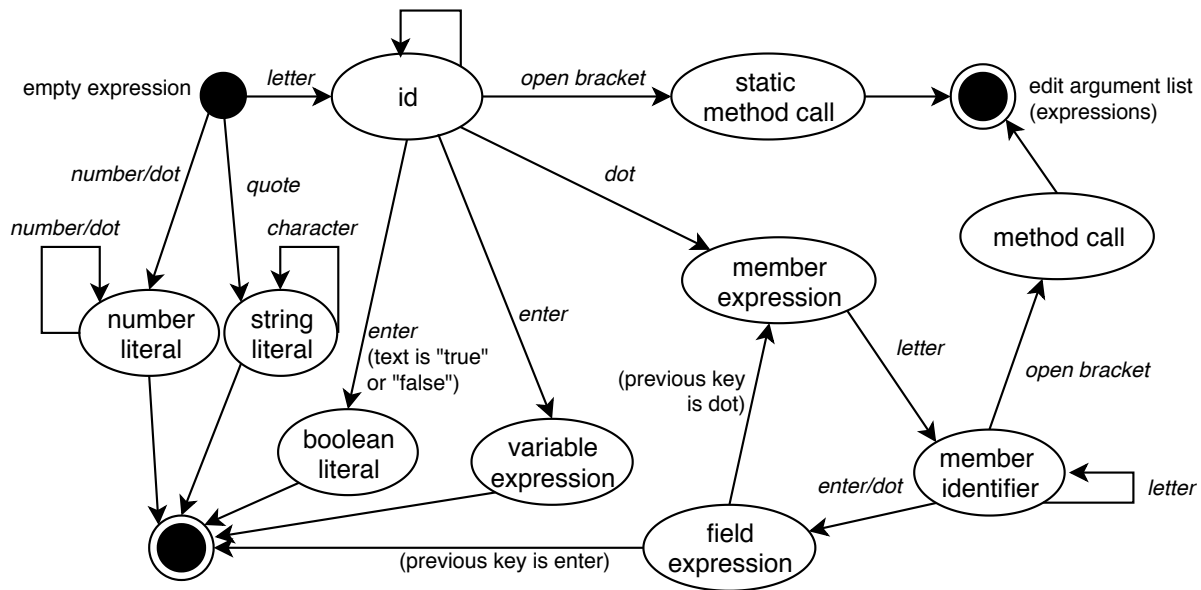 empty expression
letter
id
open bracket
static
method call
edit argument list
(expressions)
number/dot
quote
dot
number/dot
character
method call
member
expression
number
literal
string
literal
enter
(text is "true"
or "false")
enter
letter
(previous key
is dot)
open bracket
boolean
literal
variable
expression
member
identifier
enter/dot
letter
field
expression
(previous key is enter)